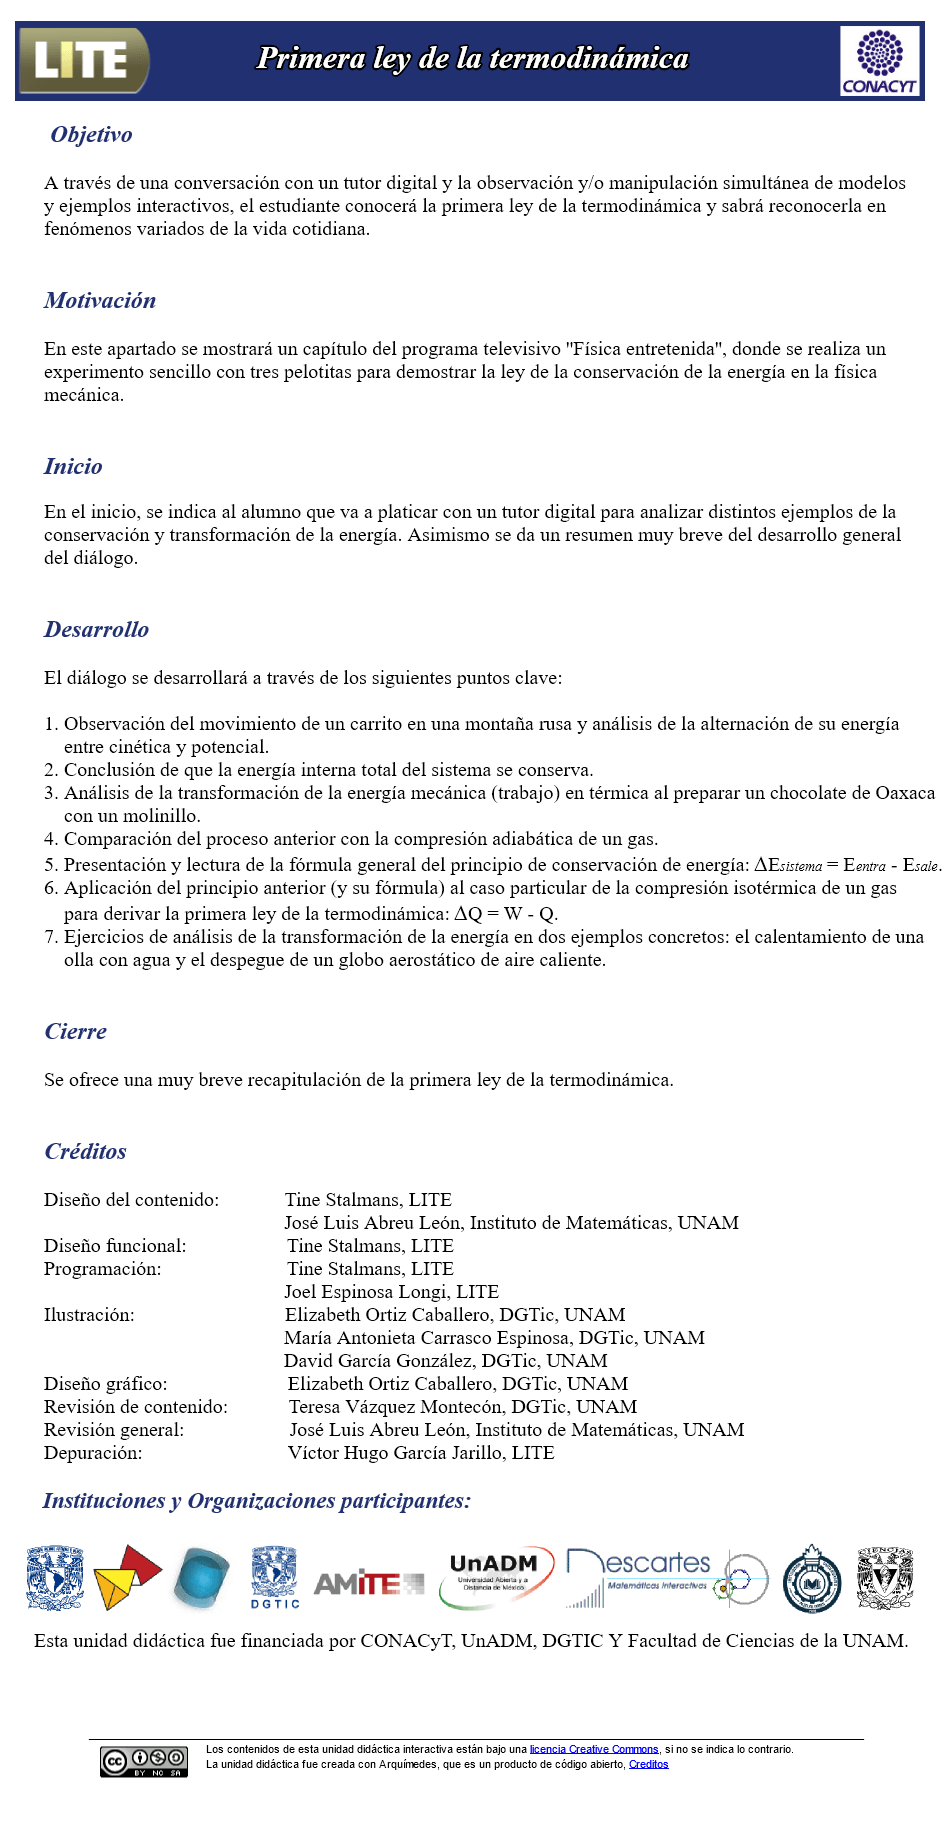 LITE
Primera ley de la termodinámica
CONACYT
Objetivo
A través de una conversación con un tutor digital y la observación y/o manipulación simultánea de modelos
y ejemplos interactivos, el estudiante conocerá la primera ley de la termodinámica y sabrá reconocerla en
fenómenos variados de la vida cotidiana.
Motivación
En este apartado se mostrará un capítulo del programa televisivo "Física entretenida", donde se realiza un
experimento sencillo con tres pelotitas para demostrar la ley de la conservación de la energía en la física
mecánica.
Inicio
En el inicio, se indica al alumno que va a platicar con un tutor digital para analizar distintos ejemplos de la
conservación y transformación de la energía. Asimismo se da un resumen muy breve del desarrollo general
del diálogo.
Desarrollo
El diálogo se desarrollará a través de los siguientes puntos clave:
1. Observación del movimiento de un carrito en una montaña rusa y análisis de la alternación de su energía
entre cinética y potencial.
2. Conclusión de que la energía interna total del sistema se conserva.
3. Análisis de la transformación de la energía mecánica (trabajo) en térmica al preparar un chocolate de Oaxaca
con un molinillo.
4. Comparación del proceso anterior con la compresión adiabática de un gas.
5. Presentación y lectura de la fórmula general del principio de conservación de energía: ΔEsistema = Eentra - Esale.
6. Aplicación del principio anterior (y su fórmula) al caso particular de la compresión isotérmica de un gas
para derivar la primera ley de la termodinámica: ΔQ = W - Q.
7. Ejercicios de análisis de la transformación de la energía en dos ejemplos concretos: el calentamiento de una
olla con agua y el despegue de un globo aerostático de aire caliente.
Cierre
Se ofrece una muy breve recapitulación de la primera ley de la termodinámica.
Créditos
Diseño del contenido: Tine Stalmans, LITE
José Luis Abreu León, Instituto de Matemáticas, UNAM
Diseño funcional: Tine Stalmans, LITE
Programación: Tine Stalmans, LITE
Joel Espinosa Longi, LITE
Ilustración: Elizabeth Ortiz Caballero, DGTic, UNAM
María Antonieta Carrasco Espinosa, DGTic, UNAM
David García González, DGTic, UNAM
Diseño gráfico: Elizabeth Ortiz Caballero, DGTic, UNAM
Revisión de contenido: Teresa Vázquez Montecón, DGTic, UNAM
Revisión general: José Luis Abreu León, Instituto de Matemáticas, UNAM
Depuración: Víctor Hugo García Jarillo, LITE
Instituciones y Organizaciones participantes:
DGTIC
AMITE
UnADM
Universidad Abierta y a
Distancia de México
Descartes
Matemáticas Interactivas
CIENCIAS
Esta unidad didáctica fue financiada por CONACyT, UnADM, DGTIC Y Facultad de Ciencias de la UNAM.
cc
BY NC SA
Los contenidos de esta unidad didáctica interactiva están bajo una licencia Creative Commons, si no se indica lo contrario.
La unidad didáctica fue creada con Arquímedes, que es un producto de código abierto, Creditos